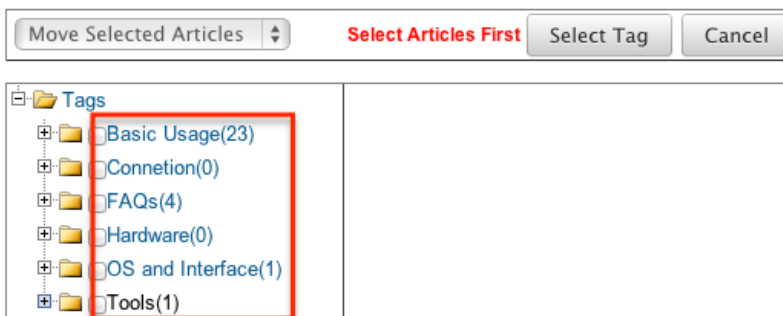 Move Selected Articles Select Articles First Select Tag Cancel
Tags
Basic Usage(23)
Connetion(0)
FAQs(4)
Hardware(0)
OS and Interface(1)
Tools(1)